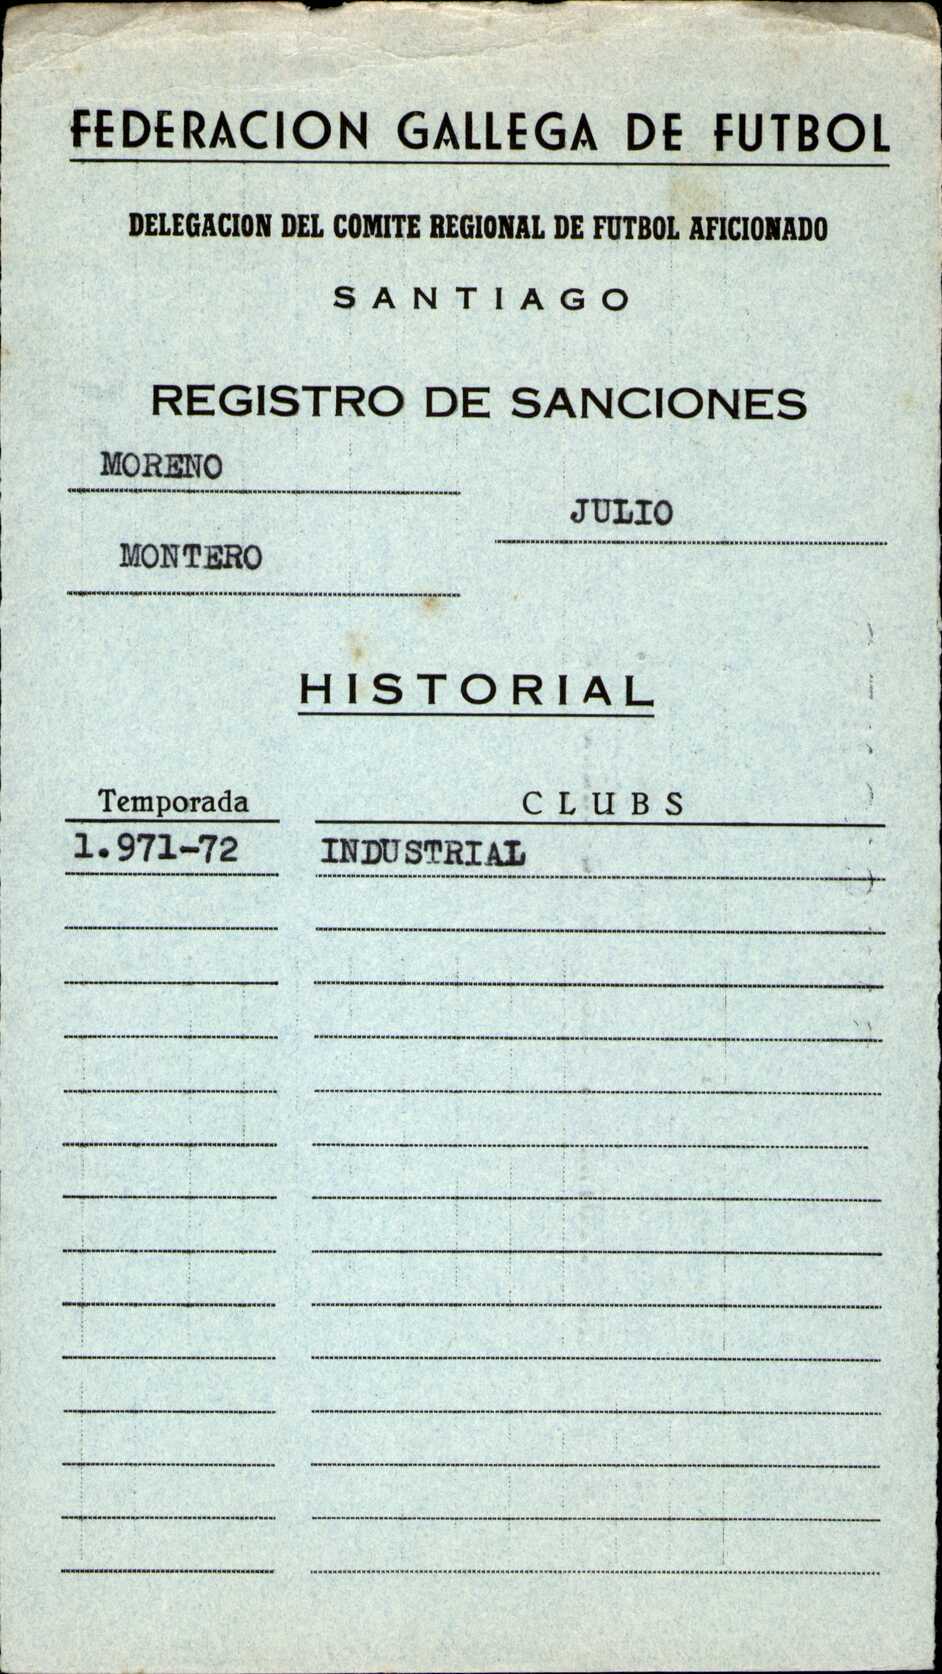 FEDERACION GALLEGA DE FUTBOL
DELEGACION DEL COMITE REGIONAL DE FUTBOL AFICIONADO
SANTIAGO
REGISTRO DE SANCIONES
MORENO
JULIO
MONTERO
HISTORIAL
Temporada CLUBS
1.971-72 INDUSTRIAL